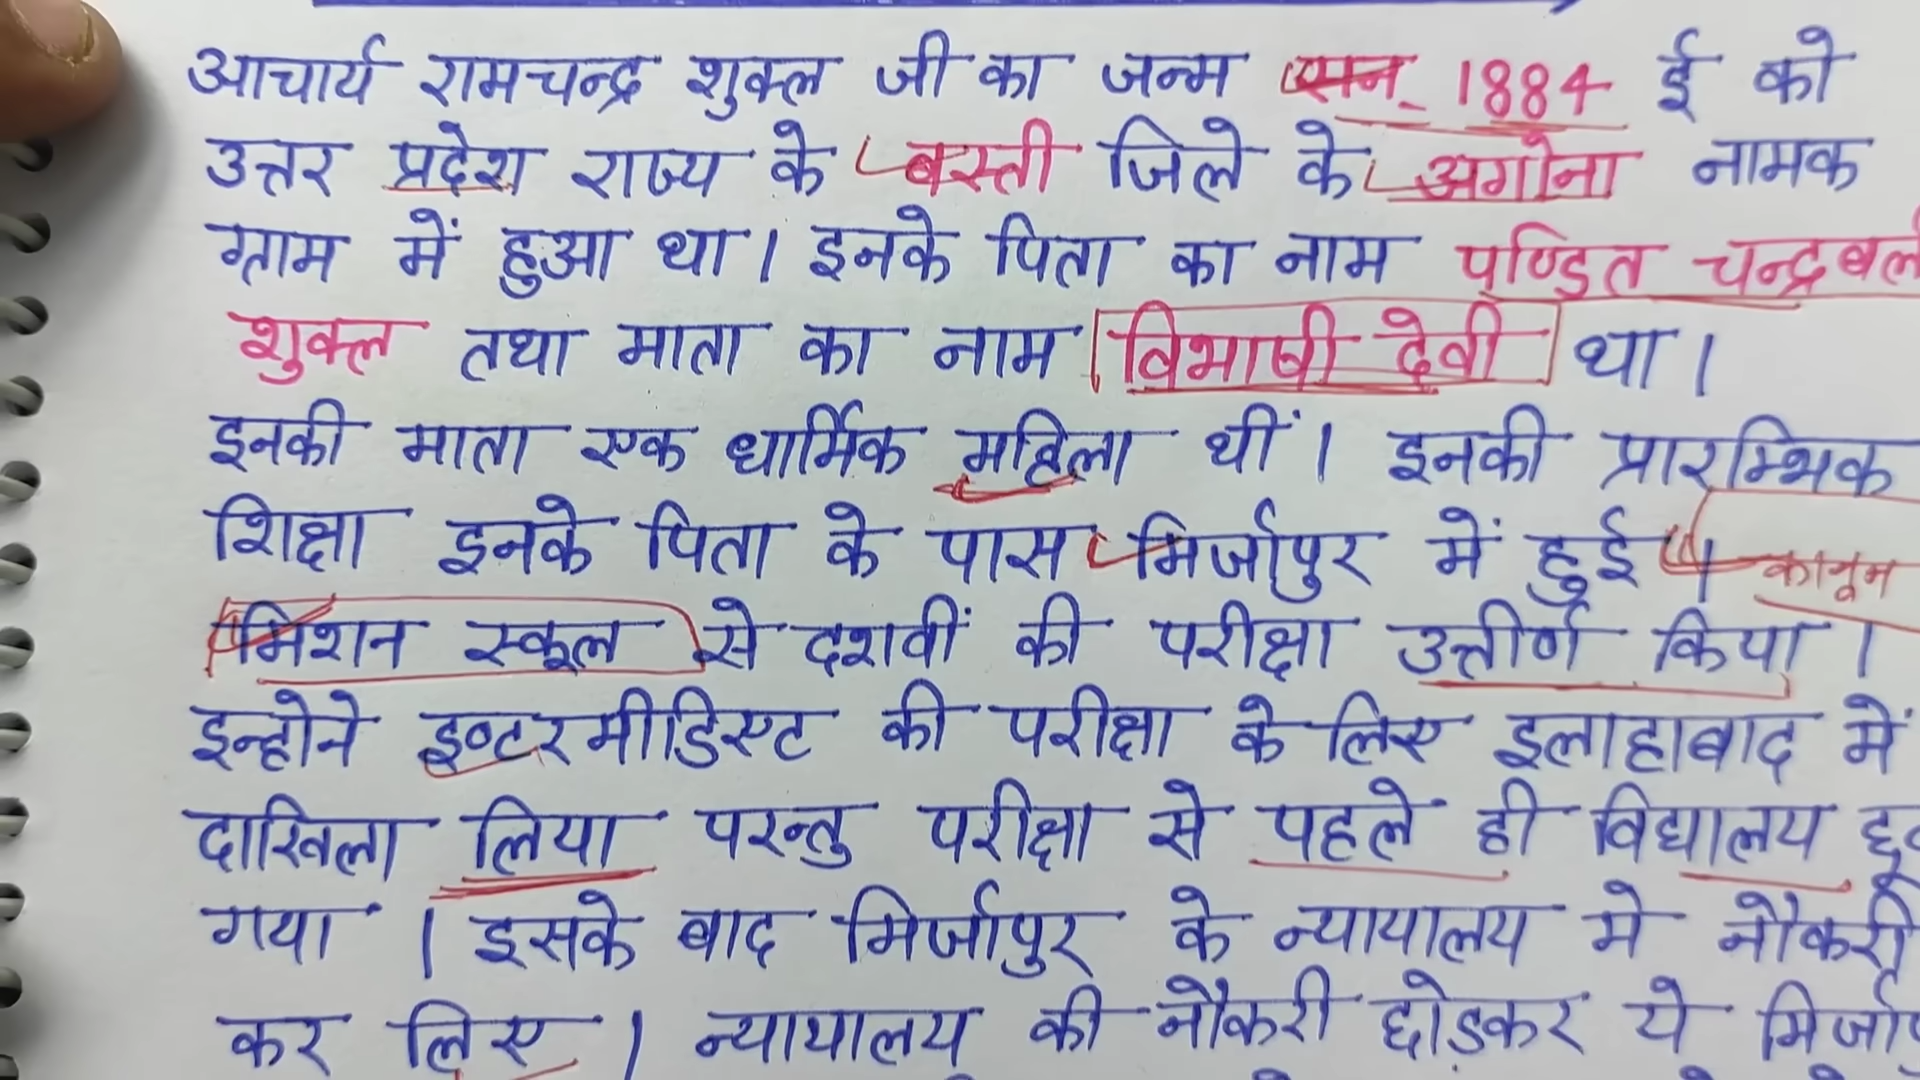 आचार्य रामचन्द्र शुक्ल जी का जन्म सन् 1884 ई को
उत्तर प्रदेश राज्य के बस्ती जिले के अगोना नामक
ग्राम में हुआ था । इनके पिता का नाम पण्डित चन्द्रबल
शुक्ल तथा माता का नाम विभाषी देवी था ।
इनकी माता एक धार्मिक महिला थीं । इनकी प्रारम्भिक
शिक्षा इनके पिता के पास मिर्जापुर में हुई । कानून
मिशन स्कूल से दशवीं की परीक्षा उत्तीर्ण किया ।
इन्होने इण्टरमीडिएट की परीक्षा के लिए इलाहाबाद में
दाखिला लिया परन्तु परीक्षा से पहले ही विद्यालय
गया । इसके बाद मिर्जापुर के न्यायालय मे नौकरी
कर लिए । न्यायालय की नौकरी छोड़कर ये